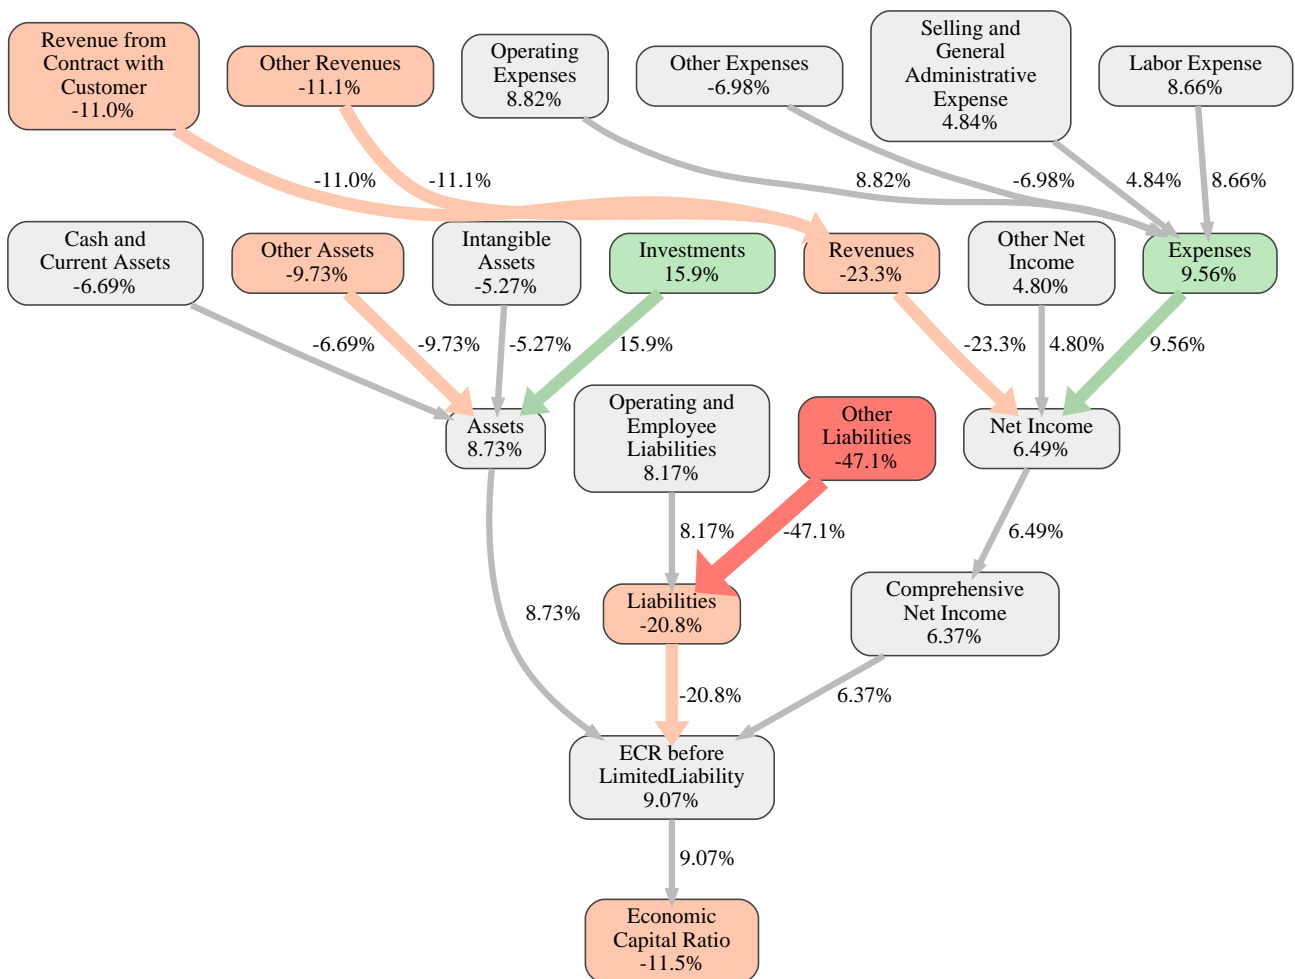 Revenue from
Contract with
Customer
-11.0%
Other Revenues
-11.1%
Operating
Expenses
8.82%
Other Expenses
-6.98%
Selling and
General
Administrative
Expense
4.84%
Labor Expense
8.66%
-11.0%
-11.1%
8.82%
-6.98%
4.84%
8.66%
Cash and
Current Assets
-6.69%
Other Assets
-9.73%
Intangible
Assets
-5.27%
Investments
15.9%
Revenues
-23.3%
Other Net
Income
4.80%
Expenses
9.56%
-6.69%
-9.73%
-5.27%
15.9%
-23.3%
4.80%
9.56%
Assets
8.73%
Operating and
Employee
Liabilities
8.17%
Other
Liabilities
-47.1%
Net Income
6.49%
8.17%
-47.1%
6.49%
8.73%
Liabilities
-20.8%
Comprehensive
Net Income
6.37%
-20.8%
6.37%
ECR before
LimitedLiability
9.07%
9.07%
Economic
Capital Ratio
-11.5%